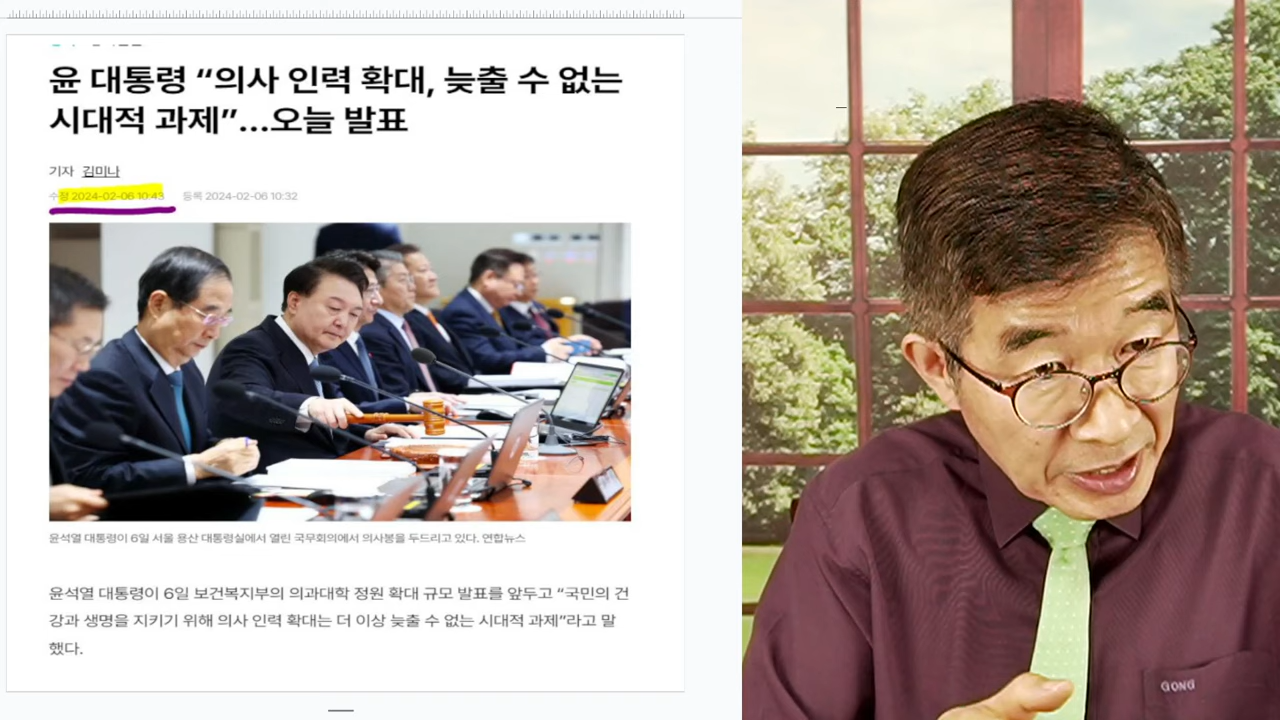 윤 대통령 “의사 인력 확대, 늦출 수 없는
시대적 과제”…오늘 발표
기자 김미나
수정 2024-02-06 10:43 등록 2024-02-06 10:32
윤석열 대통령이 6일 서울 용산 대통령실에서 열린 국무회의에서 의사봉을 두드리고 있다. 연합뉴스
윤석열 대통령이 6일 보건복지부의 의과대학 정원 확대 규모 발표를 앞두고 “국민의 건
강과 생명을 지키기 위해 의사 인력 확대는 더 이상 늦출 수 없는 시대적 과제”라고 말
했다.
GONG